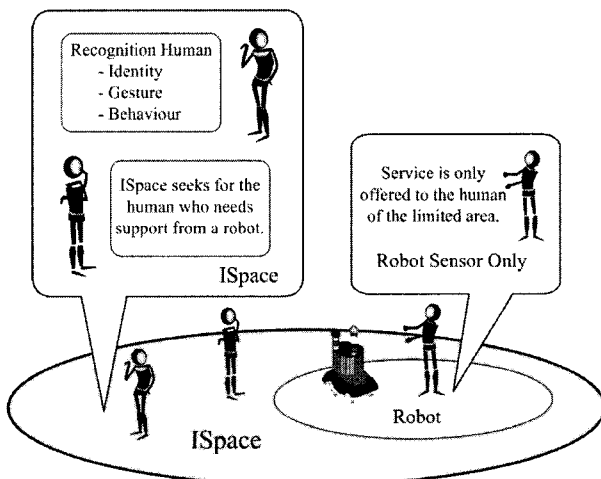 Recognition Human
- Identity
- Gesture
- Behaviour
ISpace seeks for the
human who needs
support from a robot.
ISpace
Service is only
offered to the human
of the limited area.
Robot Sensor Only
Robot
ISpace